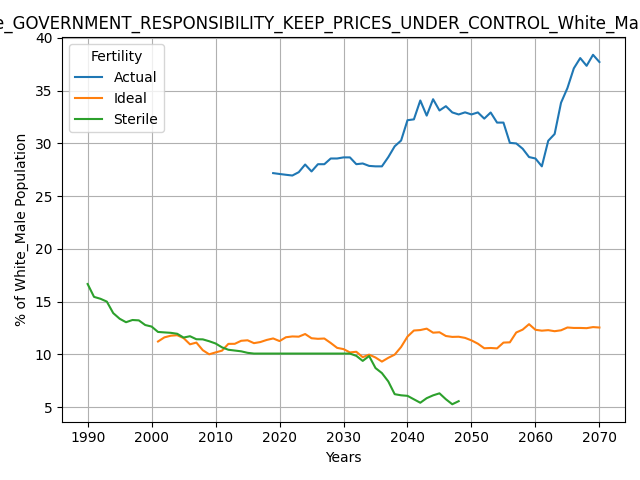 e_GOVERNMENT_RESPONSIBILITY_KEEP_PRICES_UNDER_CONTROL_White_Ma
Fertility
Actual
Ideal
Sterile
% of White_Male Population
40
35
30
25
20
15
10
5
1990 2000 2010 2020 2030 2040 2050 2060 2070
Years